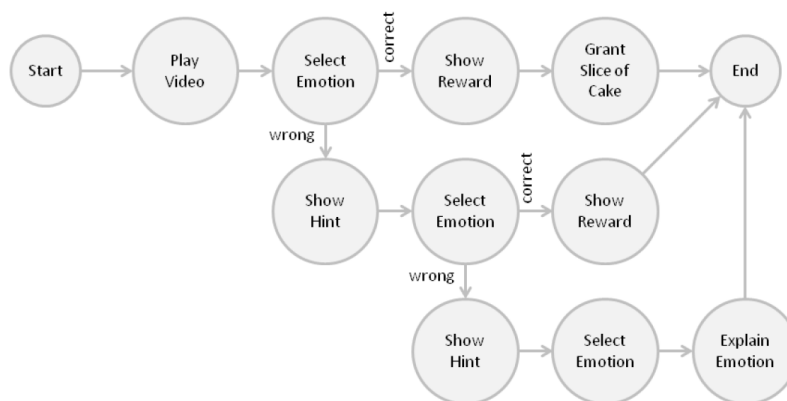 Start
Play
Video
Select
Emotion
correct
Show
Reward
Grant
Slice of
Cake
End
wrong
Show
Hint
Select
Emotion
correct
Show
Reward
wrong
Show
Hint
Select
Emotion
Explain
Emotion